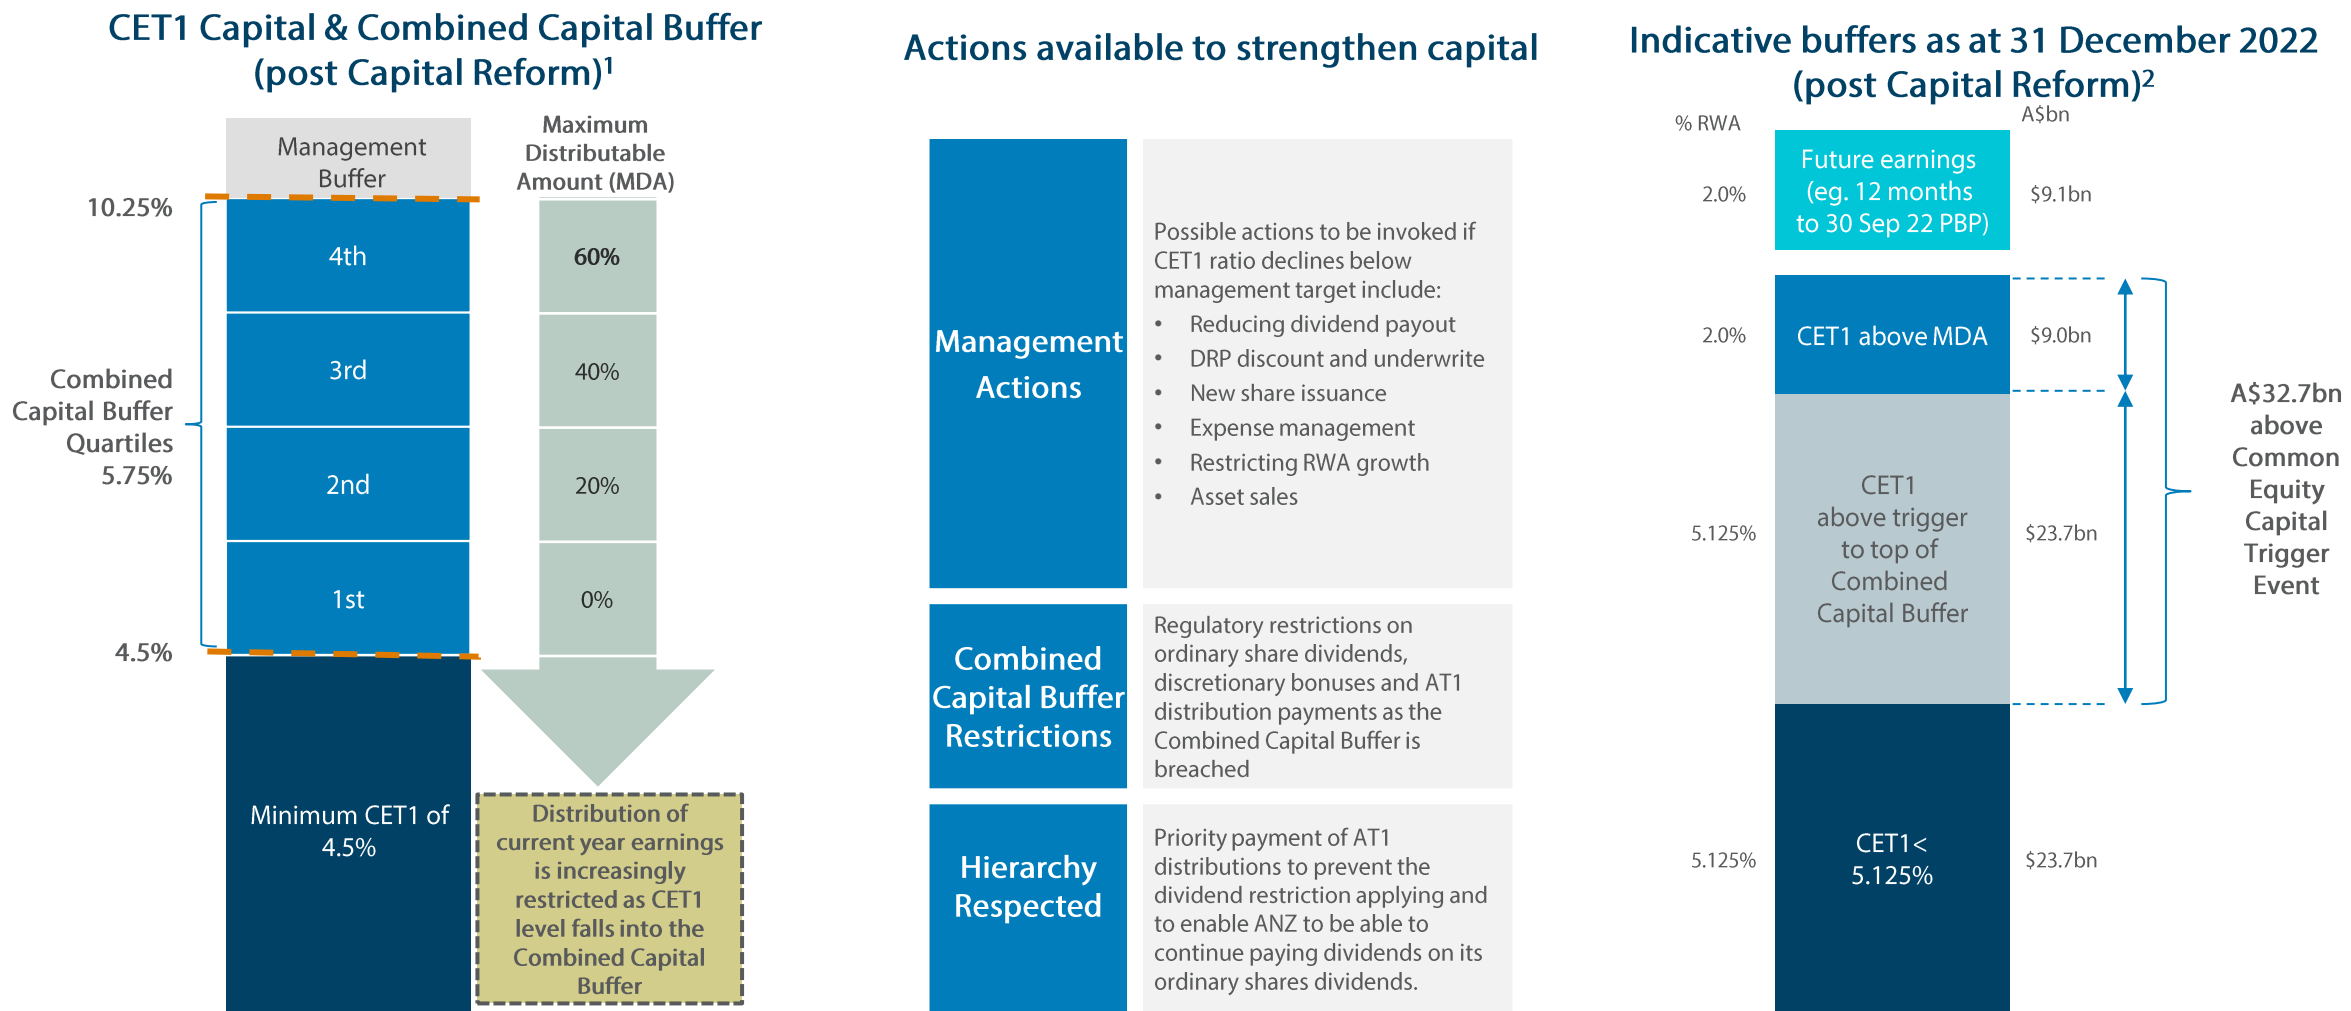 CET1 Capital & Combined Capital Buffer
(post Capital Reform)1
Management
Buffer
Maximum
Distributable
Amount (MDA)
10.25%
4th
60%
3rd
40%
Combined
Capital Buffer
Quartiles
5.75%
2nd
20%
1st
0%
4.5%
Minimum CET1 of
4.5%
Distribution of
current year earnings
is increasingly
restricted as CET1
level falls into the
Combined Capital
Buffer
Actions available to strengthen capital
Management
Actions
Possible actions to be invoked if
CET1 ratio declines below
management target include:
• Reducing dividend payout
• DRP discount and underwrite
• New share issuance
• Expense management
• Restricting RWA growth
• Asset sales
Combined
Capital Buffer
Restrictions
Regulatory restrictions on
ordinary share dividends,
discretionary bonuses and AT1
distribution payments as the
Combined Capital Buffer is
breached
Hierarchy
Respected
Priority payment of AT1
distributions to prevent the
dividend restriction applying and
to enable ANZ to be able to
continue paying dividends on its
ordinary shares dividends.
Indicative buffers as at 31 December 2022
(post Capital Reform)2
% RWA
A$bn
2.0%
Future earnings
(eg. 12 months
to 30 Sep 22 PBP)
$9.1bn
2.0%
CET1 above MDA
$9.0bn
5.125%
CET1
above trigger
to top of
Combined
Capital Buffer
$23.7bn
5.125%
CET1<
5.125%
$23.7bn
A$32.7bn
above
Common
Equity
Capital
Trigger
Event